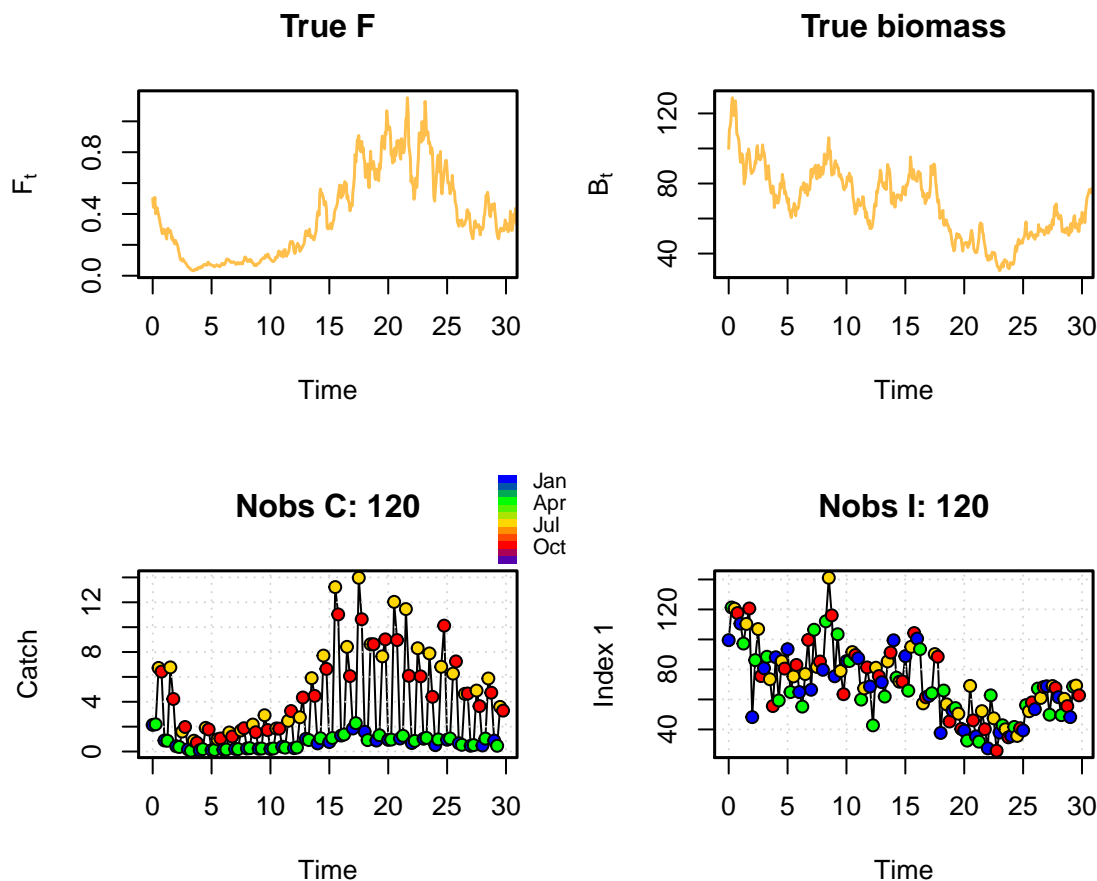 True F
F_t
0.0 0.4 0.8
0 5 10 15 20 25 30
Time
True biomass
B_t
40 80 120
0 5 10 15 20 25 30
Time
Nobs C: 120
Jan
Apr
Jul
Oct
Catch
0 4 8 12
0 5 10 15 20 25 30
Time
Nobs I: 120
Index 1
40 80 120
0 5 10 15 20 25 30
Time